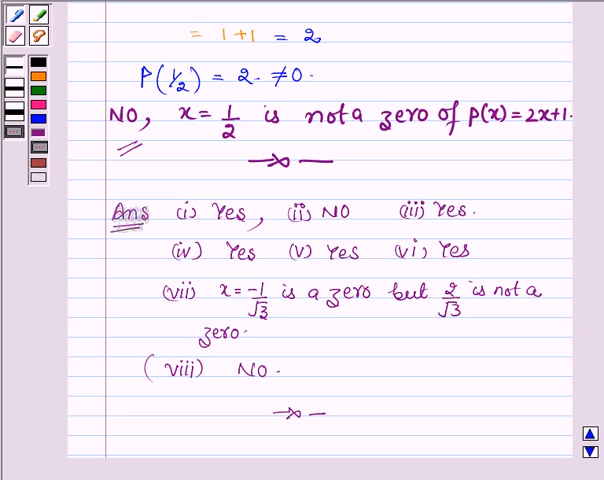 = 1+1 = 2
P(1/2) = 2. ≠0.
NO, x = 1/2 is not a zero of P(x) = 2x+1.
Ans (i) Yes, (ii) NO (iii) Yes.
(iv) Yes (v) Yes (vi) Yes
(vii) x = -1/√3 is a zero but 2/√3 is not a
zero.
(viii) NO.